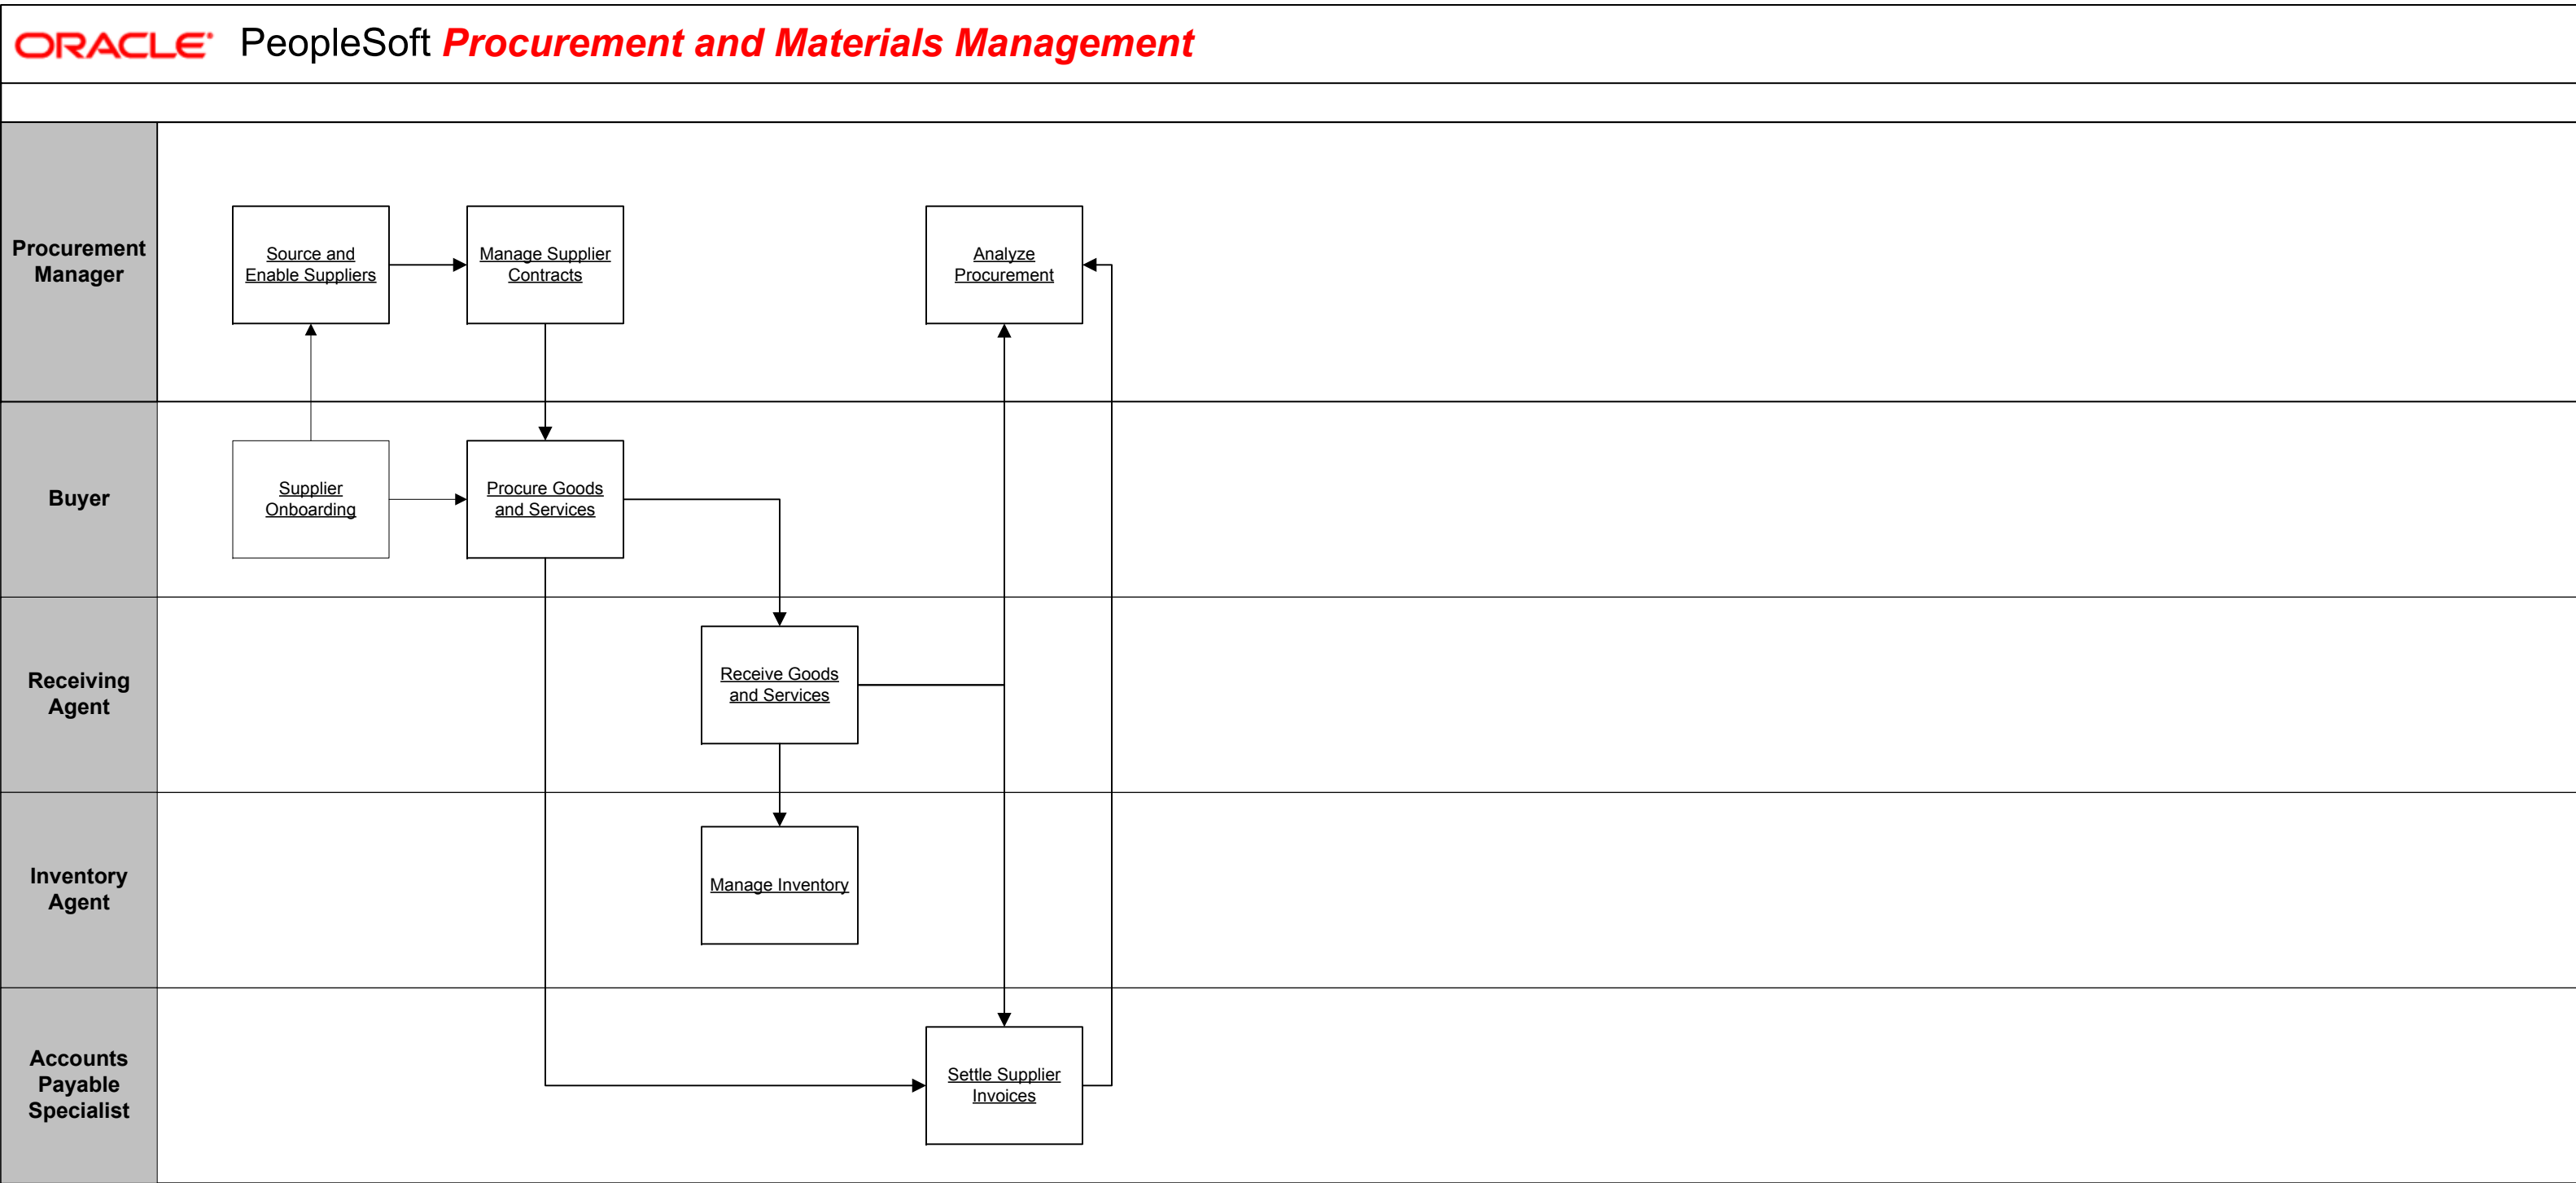 ORACLE® PeopleSoft Procurement and Materials Management
Procurement
Manager
Source and
Enable Suppliers
Manage Supplier
Contracts
Analyze
Procurement
Buyer
Supplier
Onboarding
Procure Goods
and Services
Receiving
Agent
Receive Goods
and Services
Inventory
Agent
Manage Inventory
Accounts
Payable
Specialist
Settle Supplier
Invoices